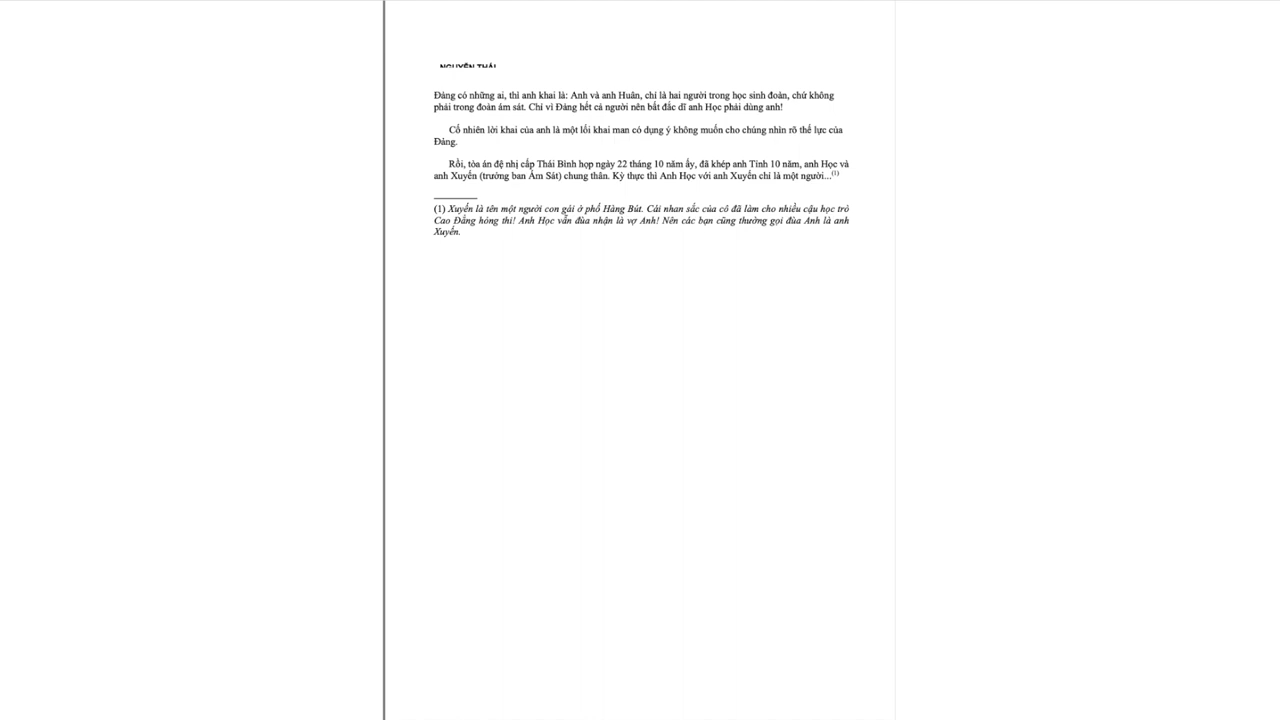 NGUYỄN THÁI
Đảng có những ai, thì anh khai là: Anh và anh Huân, chỉ là hai người trong học sinh đoàn, chứ không
phải trong đoàn ám sát. Chỉ vì Đảng hết cả người nên bất đắc dĩ anh Học phải dùng anh!
Cố nhiên lời khai của anh là một lối khai man có dụng ý không muốn cho chúng nhìn rõ thế lực của
Đảng.
Rồi, tòa án đệ nhị cấp Thái Bình họp ngày 22 tháng 10 năm ấy, đã khép anh Tính 10 năm, anh Học và
anh Xuyến (trưởng ban Ám Sát) chung thân. Kỳ thực thì Anh Học với anh Xuyến chỉ là một người...(1)
(1) Xuyến là tên một người con gái ở phố Hàng Bút. Cái nhan sắc của cô đã làm cho nhiều cậu học trò
Cao Đẳng hỏng thi! Anh Học vẫn đùa nhận là vợ Anh! Nên các bạn cũng thường gọi đùa Anh là anh
Xuyến.